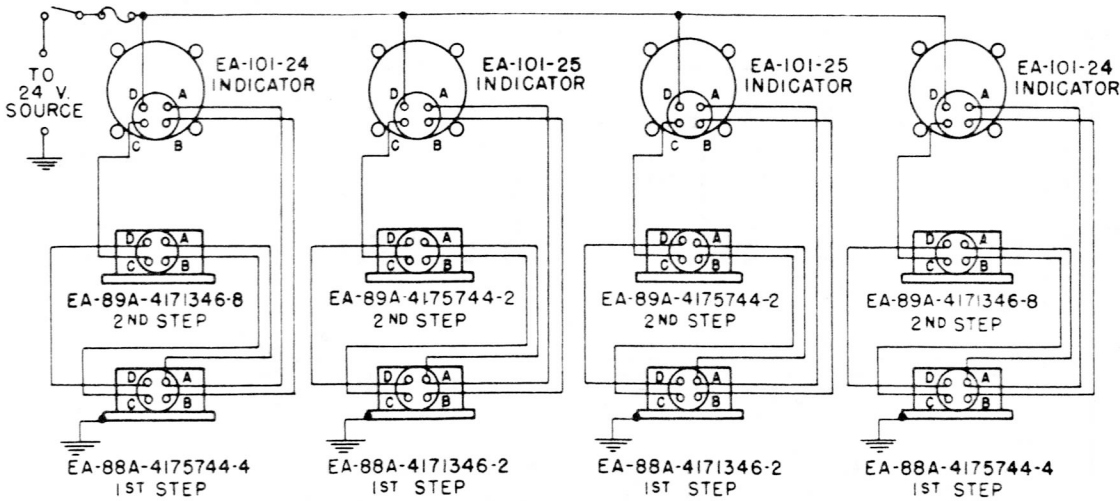 TO
24 V.
SOURCE
EA-101-24
INDICATOR
D A
C B
EA-101-25
INDICATOR
D A
C B
EA-101-25
INDICATOR
D A
C B
EA-101-24
INDICATOR
D A
C B
D A
C B
EA-89A-4171346-8
2ND STEP
D A
C B
EA-89A-4175744-2
2ND STEP
D A
C B
EA-89A-4175744-2
2ND STEP
D A
C B
EA-89A-4171346-8
2ND STEP
D A
C B
EA-88A-4175744-4
1ST STEP
D A
C B
EA-88A-4171346-2
1ST STEP
D A
C B
EA-88A-4171346-2
1ST STEP
D A
C B
EA-88A-4175744-4
1ST STEP